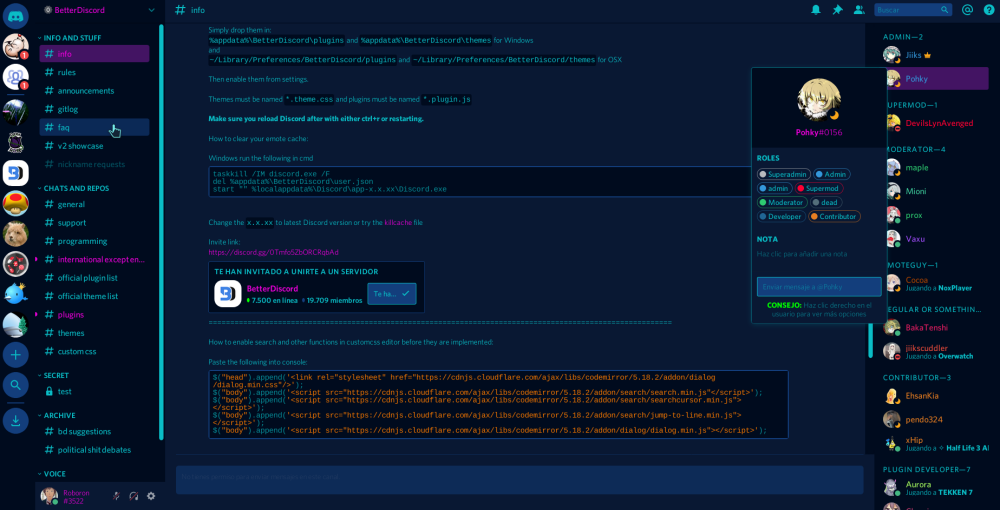 BetterDiscord
# info
Buscar
INFO AND STUFF
# info
# rules
# announcements
# gitlog
# faq
# v2 showcase
# nickname requests
CHATS AND REPOS
# general
# support
# programming
# international except en...
# official plugin list
# official theme list
# plugins
# themes
# custom css
SECRET
test
ARCHIVE
# bd suggestions
# political shit debates
VOICE
Roboron
#3522
Simply drop them in:
%appdata%\BetterDiscord\plugins and %appdata%\BetterDiscord\themes for Windows
and
~/Library/Preferences/BetterDiscord/plugins and ~/Library/Preferences/BetterDiscord/themes for OSX
Then enable them from settings.
Themes must be named *.theme.css and plugins must be named *.plugin.js
Make sure you reload Discord after with either ctrl+r or restarting.
How to clear your emote cache:
Windows run the following in cmd
taskkill /IM discord.exe /F
del %appdata%\BetterDiscord\user.json
start "" %localappdata%\Discord\app-x.x.xx\Discord.exe
Change the x.x.xx to latest Discord version or try the killcache file
Invite link:
TE HAN INVITADO A UNIRTE A UN SERVIDOR
BetterDiscord
7.500 en línea 19.709 miembros
Te ha...
How to enable search and other functions in customcss editor before they are implemented:
Paste the following into console:
$("head").append('<link rel="stylesheet" href="https://cdnjs.cloudflare.com/ajax/libs/codemirror/5.18.2/addon/dialog
/dialog.min.css"/>');
$("body").append('<script src="https://cdnjs.cloudflare.com/ajax/libs/codemirror/5.18.2/addon/search/search.min.js"</script>');
$("body").append('<script src="https://cdnjs.cloudflare.com/ajax/libs/codemirror/5.18.2/addon/search/searchcursor.min.js">
</script>');
$("body").append('<script src="https://cdnjs.cloudflare.com/ajax/libs/codemirror/5.18.2/addon/search/jump-to-line.min.js">
</script>');
$("body").append('<script src="https://cdnjs.cloudflare.com/ajax/libs/codemirror/5.18.2/addon/dialog/dialog.min.js"></script>');
Pohky#0156
ROLES
Superadmin Admin
admin Supermod
Moderator dead
Developer Contributor
NOTA
Haz clic para añadir una nota
Enviar mensaje a @Pohky
CONSEJO: Haz clic derecho en el
usuario para ver más opciones
ADMIN—2
Jiiks
Pohky
SUPERMOD—1
DevilsLynAvenged
MODERATOR—4
maple
Mioni
prox
Vaxu
EMOTEGUY—1
Cocoa
Jugando a NoxPlayer
REGULAR OR SOMETHIN...
BakaTenshi
jiikscuddler
Jugando a Overwatch
CONTRIBUTOR—3
EhsanKia
pendo324
xHip
Jugando a ✧ Half Life 3 Al
PLUGIN DEVELOPER—7
Aurora
Jugando a TEKKEN 7